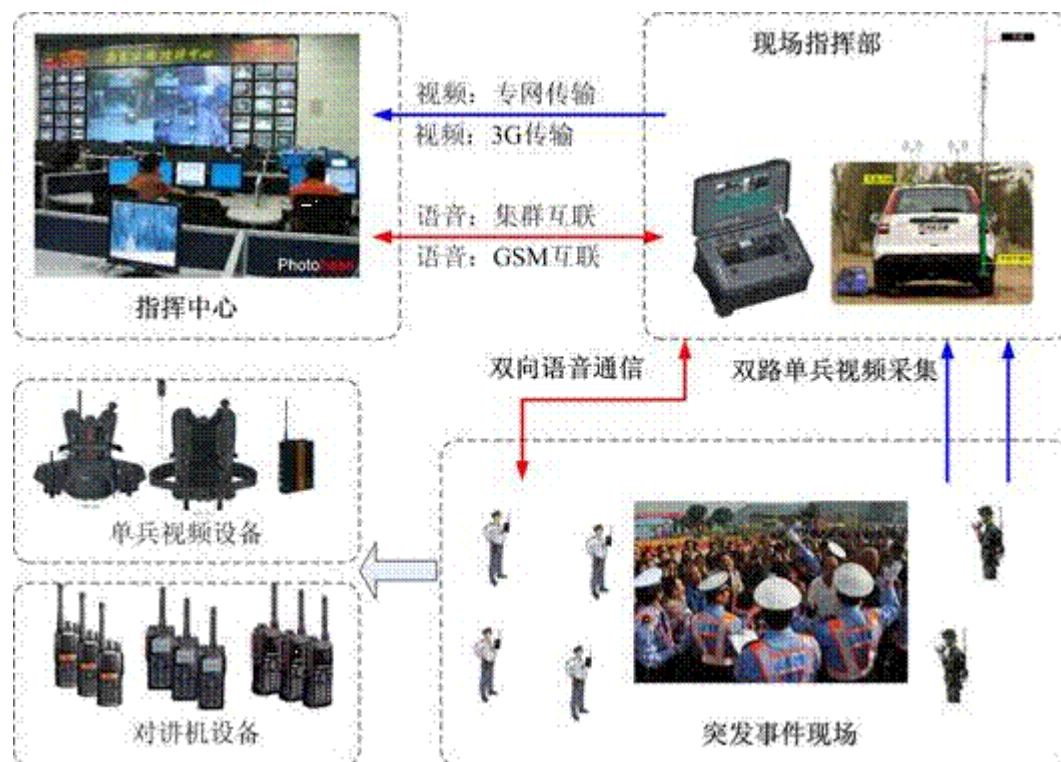 现场指挥部
视频：专网传输
视频：3G传输
语音：集群互联
语音：GSM互联
Photo
指挥中心
双向语音通信
双路单兵视频采集
单兵视频设备
对讲机设备
突发事件现场